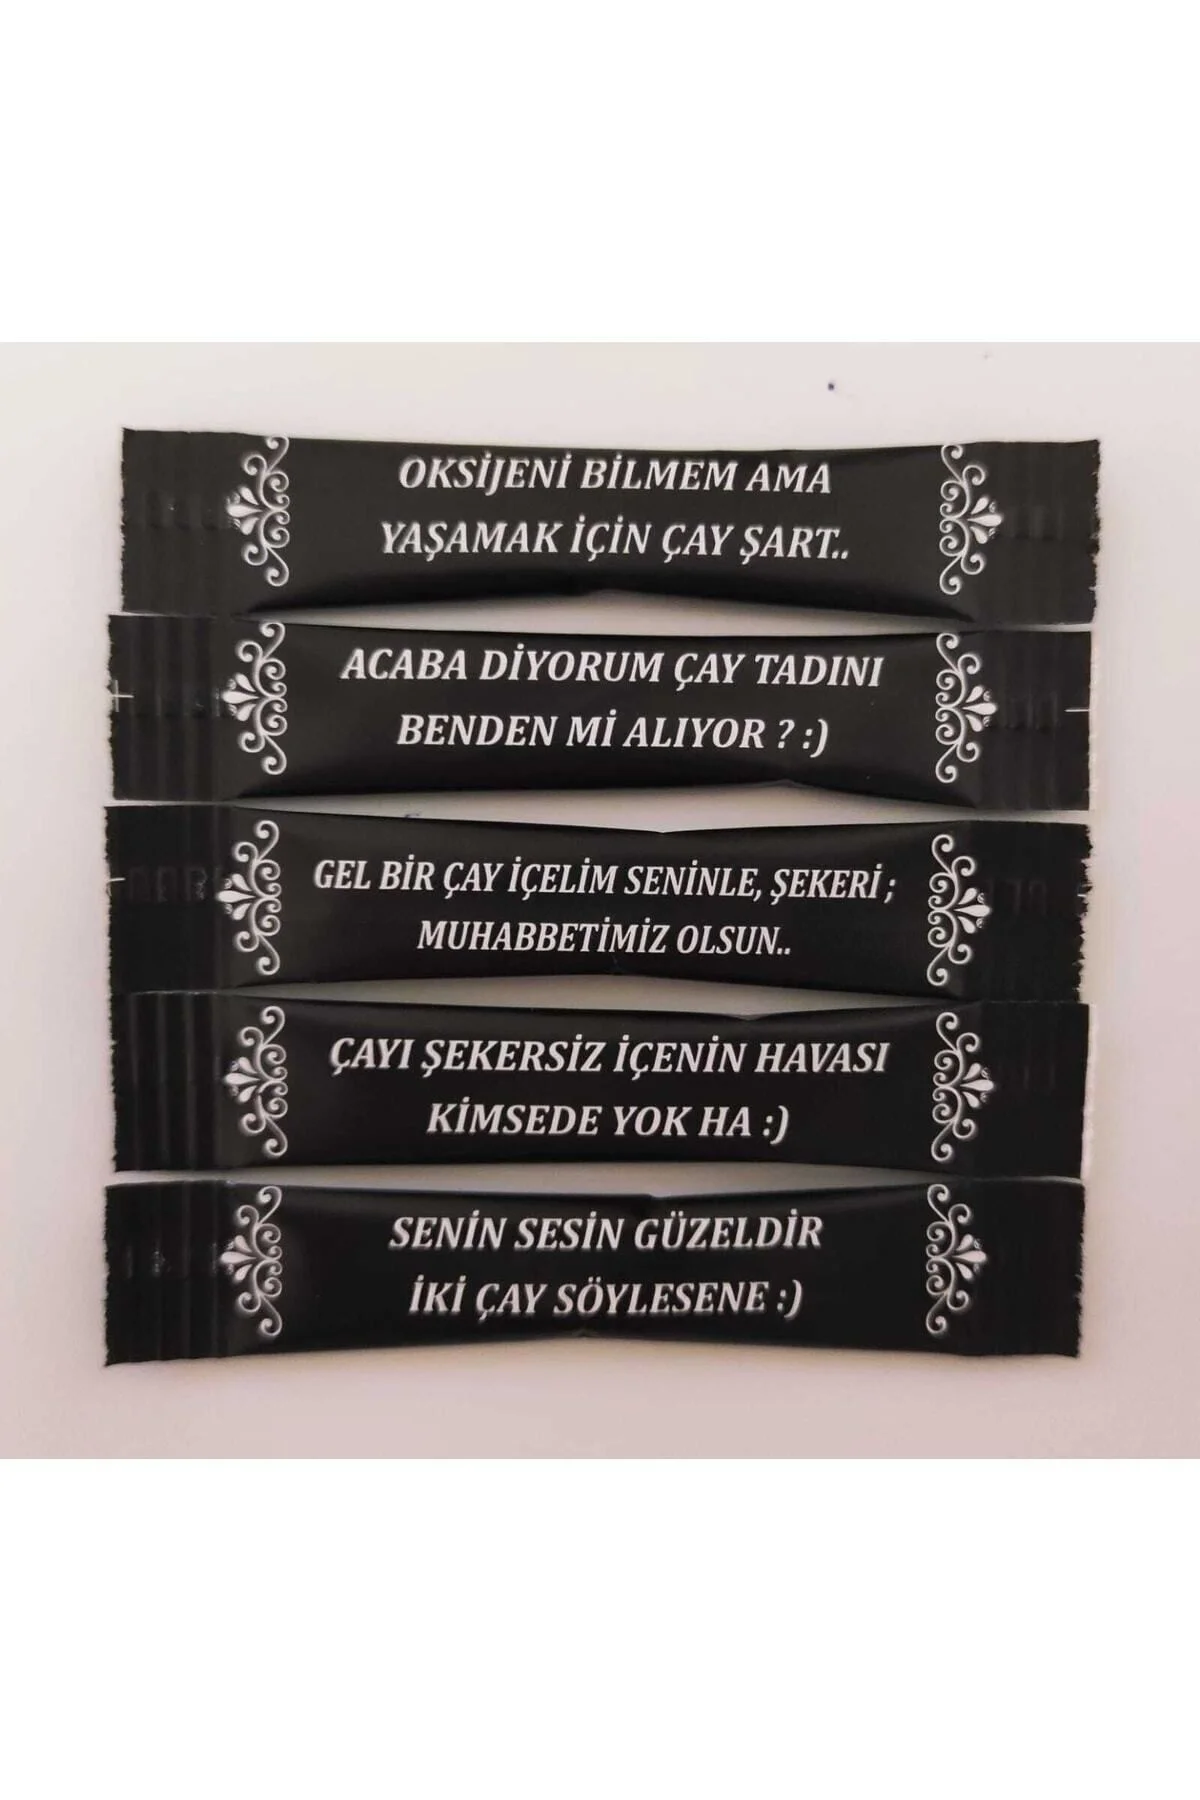 OKSİJENİ BİLMEM AMA
YAŞAMAK İÇİN ÇAY ŞART..
ACABA DİYORUM ÇAY TADINI
BENDEN Mİ ALIYOR ? :)
GEL BİR ÇAY İÇELİM SENİNLE, ŞEKERİ ;
MUHABBETİMİZ OLSUN..
ÇAYI ŞEKERSİZ İÇENİN HAVASI
KİMSEDE YOK HA :)
SENİN SESİN GÜZELDİR
İKİ ÇAY SÖYLESENE :)